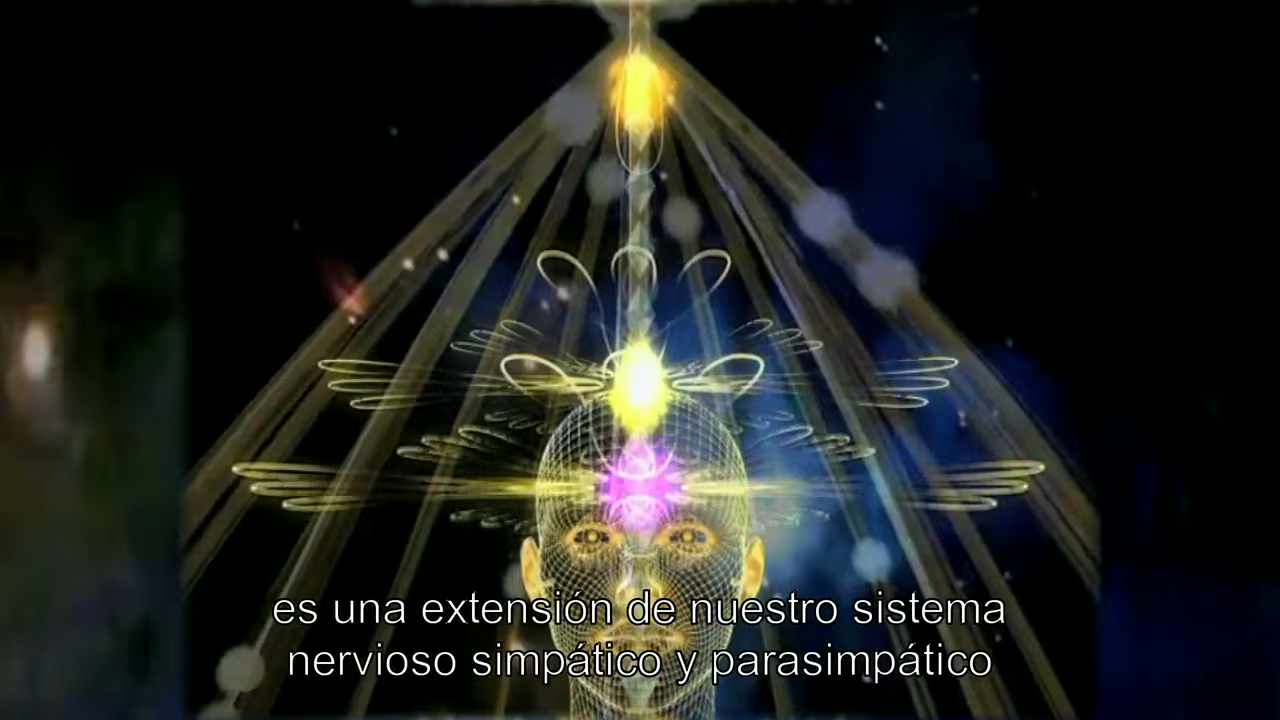 es una extensión de nuestro sistema
nervioso simpático y parasimpático